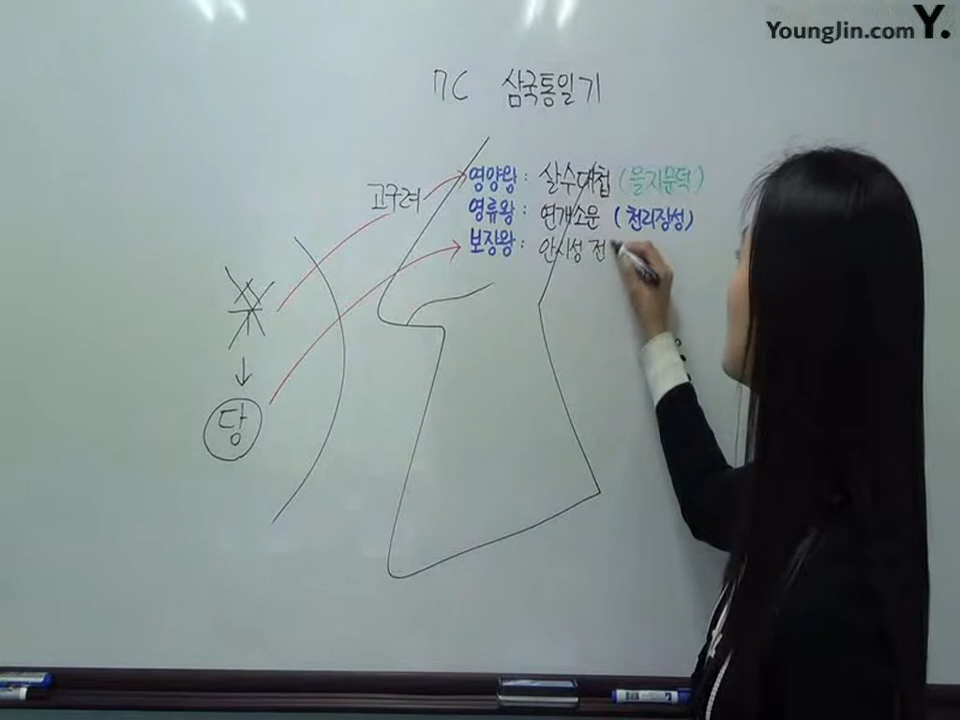 YoungJin.com Y.
7C 삼국통일기
고구려
영양왕 : 살수대첩 (을지문덕)
영류왕 : 연개소운 (천리장성)
보장왕 : 안시성 전
당